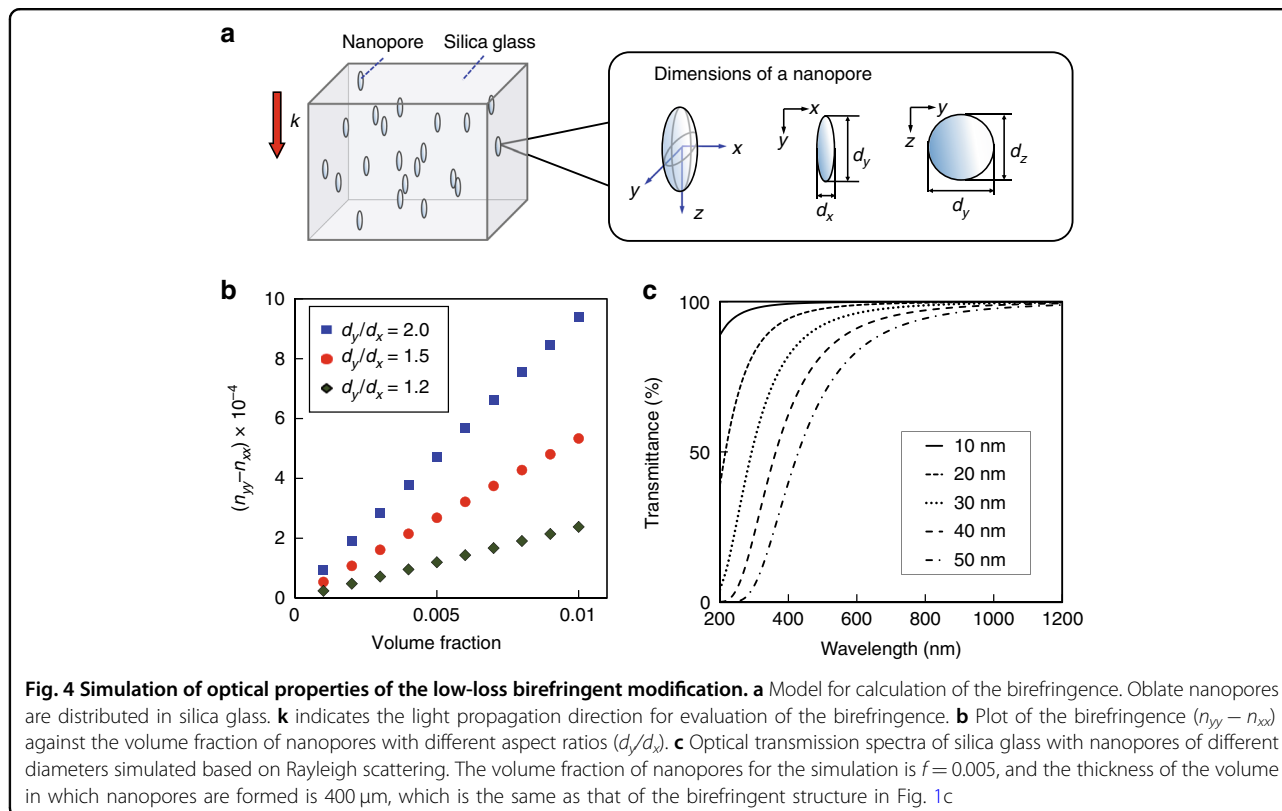 a
Nanopore
Silica glass
k
Dimensions of a nanopore
x
y
z
x
y
d_y
d_x
y
z
d_z
d_y
b
10
8
6
4
2
0
(n_yy–n_xx) × 10⁻⁴
d_y/d_x = 2.0
d_y/d_x = 1.5
d_y/d_x = 1.2
0
0.005
0.01
Volume fraction
c
100
50
0
Transmittance (%)
10 nm
20 nm
30 nm
40 nm
50 nm
200
400
600
800
1000
1200
Wavelength (nm)
Fig. 4 Simulation of optical properties of the low-loss birefringent modification. a Model for calculation of the birefringence. Oblate nanopores
are distributed in silica glass. k indicates the light propagation direction for evaluation of the birefringence. b Plot of the birefringence (n_yy – n_xx)
against the volume fraction of nanopores with different aspect ratios (d_y/d_x). c Optical transmission spectra of silica glass with nanopores of different
diameters simulated based on Rayleigh scattering. The volume fraction of nanopores for the simulation is f = 0.005, and the thickness of the volume
in which nanopores are formed is 400 μm, which is the same as that of the birefringent structure in Fig. 1c